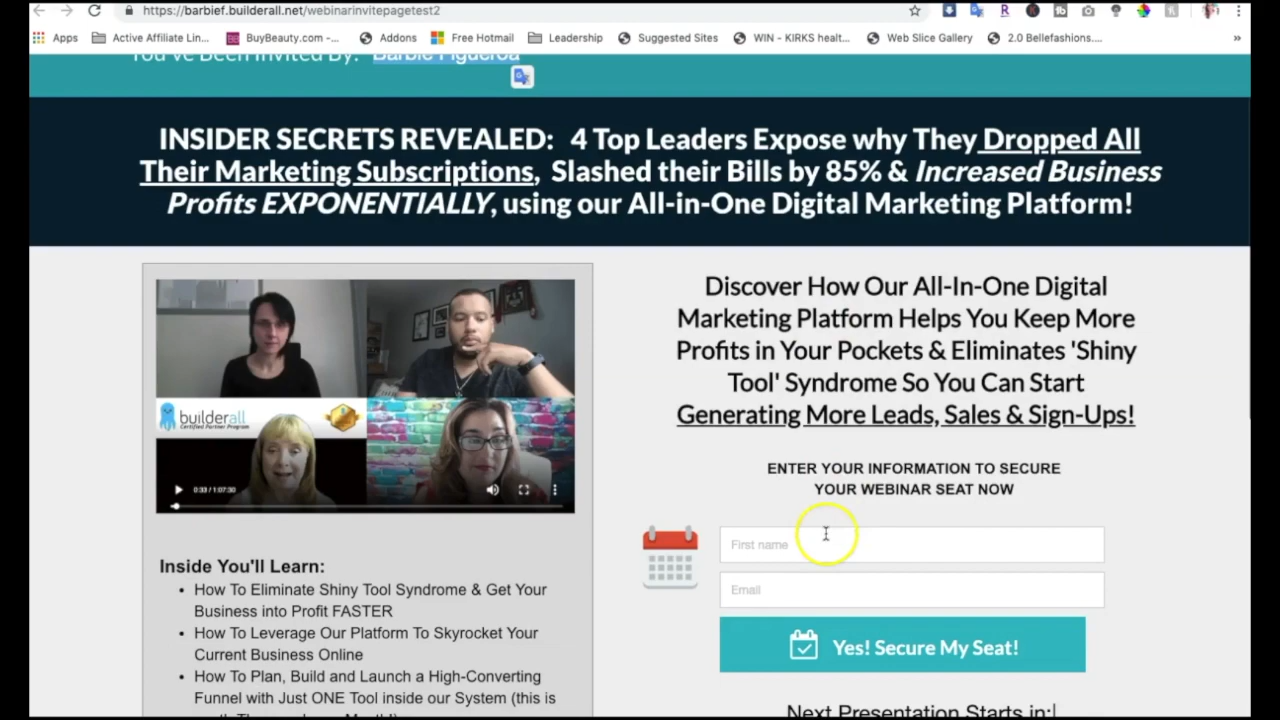 https://barbief.builderall.net/webinarinvitepagetest2
Apps
Active Affiliate Lin...
BuyBeauty.com -...
Addons
Free Hotmail
Leadership
Suggested Sites
WIN - KIRKS healt...
Web Slice Gallery
2.0 Bellefashions....
»
You've Been Invited By: Barbie Figueroa
INSIDER SECRETS REVEALED: 4 Top Leaders Expose why They Dropped All
Their Marketing Subscriptions, Slashed their Bills by 85% & Increased Business
Profits EXPONENTIALLY, using our All-in-One Digital Marketing Platform!
builderall
Certified Partner Program
0:33 / 1:07:30
Inside You'll Learn:
• How To Eliminate Shiny Tool Syndrome & Get Your
Business into Profit FASTER
• How To Leverage Our Platform To Skyrocket Your
Current Business Online
• How To Plan, Build and Launch a High-Converting
Funnel with Just ONE Tool inside our System (this is
Discover How Our All-In-One Digital
Marketing Platform Helps You Keep More
Profits in Your Pockets & Eliminates 'Shiny
Tool' Syndrome So You Can Start
Generating More Leads, Sales & Sign-Ups!
ENTER YOUR INFORMATION TO SECURE
YOUR WEBINAR SEAT NOW
First name
Email
Yes! Secure My Seat!
Next Presentation Starts in: